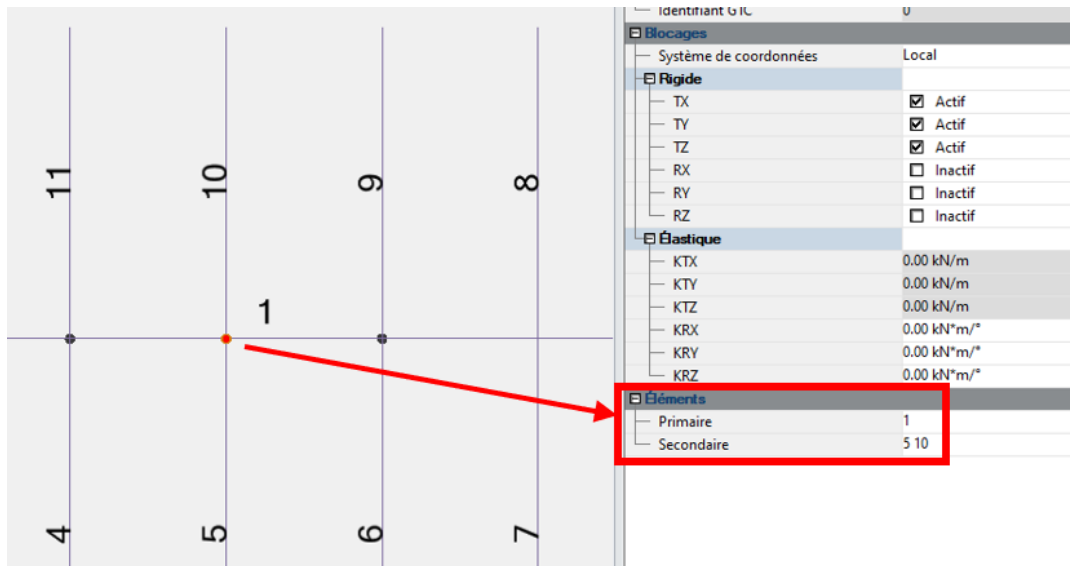 11
10
9
8
1
4
5
6
7
Identifiant GTC 0
Blocages
Système de coordonnées Local
Rigide
TX Actif
TY Actif
TZ Actif
RX Inactif
RY Inactif
RZ Inactif
Élastique
KTX 0.00 kN/m
KTY 0.00 kN/m
KTZ 0.00 kN/m
KRX 0.00 kN*m/°
KRY 0.00 kN*m/°
KRZ 0.00 kN*m/°
Éléments
Primaire 1
Secondaire 5 10